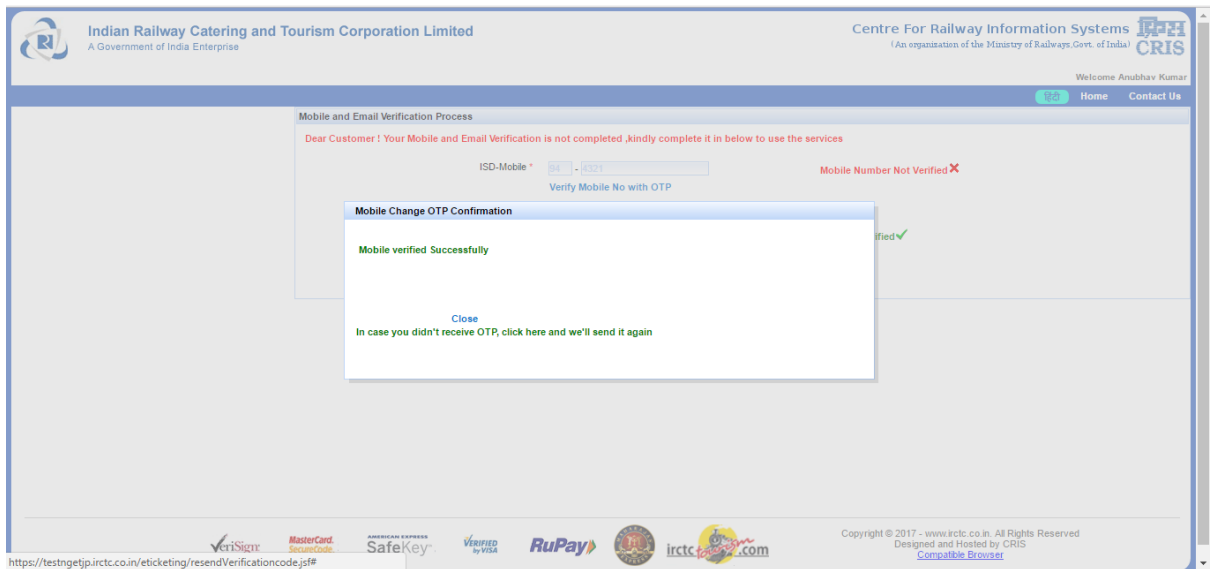 Indian Railway Catering and Tourism Corporation Limited
A Government of India Enterprise
Centre For Railway Information Systems
(An organization of the Ministry of Railways,Govt. of India)
क्रिस
CRIS
Welcome Anubhav Kumar
हिंदी Home Contact Us
Mobile and Email Verification Process
Dear Customer ! Your Mobile and Email Verification is not completed ,kindly complete it in below to use the services
ISD-Mobile * 94 - 4321 Mobile Number Not Verified
Verify Mobile No with OTP
Mobile Change OTP Confirmation
ified
Mobile verified Successfully
Close
In case you didn't receive OTP, click here and we'll send it again
VeriSign
MasterCard.
SecureCode.
AMERICAN EXPRESS
SafeKey
VERIFIED
by VISA
RuPay
irctc tourism .com
Copyright © 2017 - www.irctc.co.in. All Rights Reserved
Designed and Hosted by CRIS
Compatible Browser
https://testngetjp.irctc.co.in/eticketing/resendVerificationcode.jsf#